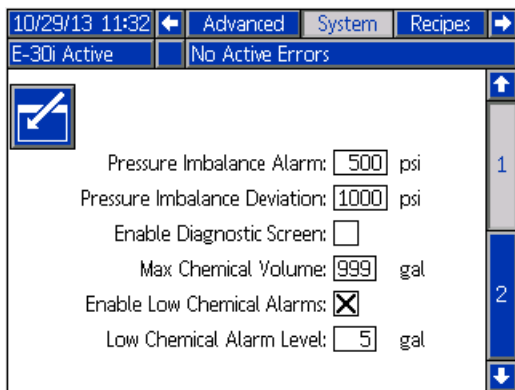 10/29/13 11:32 Advanced System Recipes
E-30i Active No Active Errors
Pressure Imbalance Alarm: 500 psi
1
Pressure Imbalance Deviation: 1000 psi
Enable Diagnostic Screen:
Max Chemical Volume: 999 gal
Enable Low Chemical Alarms:
2
Low Chemical Alarm Level: 5 gal